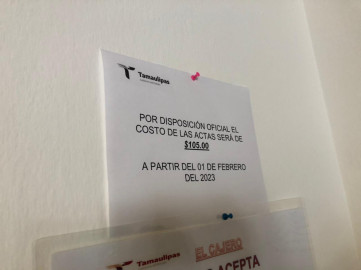 Tamaulipas
POR DISPOSICIÓN OFICIAL EL
COSTO DE LAS ACTAS SERÁ DE
$105.00
A PARTIR DEL 01 DE FEBRERO
DEL 2023
Tamaulipas
EL CAJERO
ACEPTA